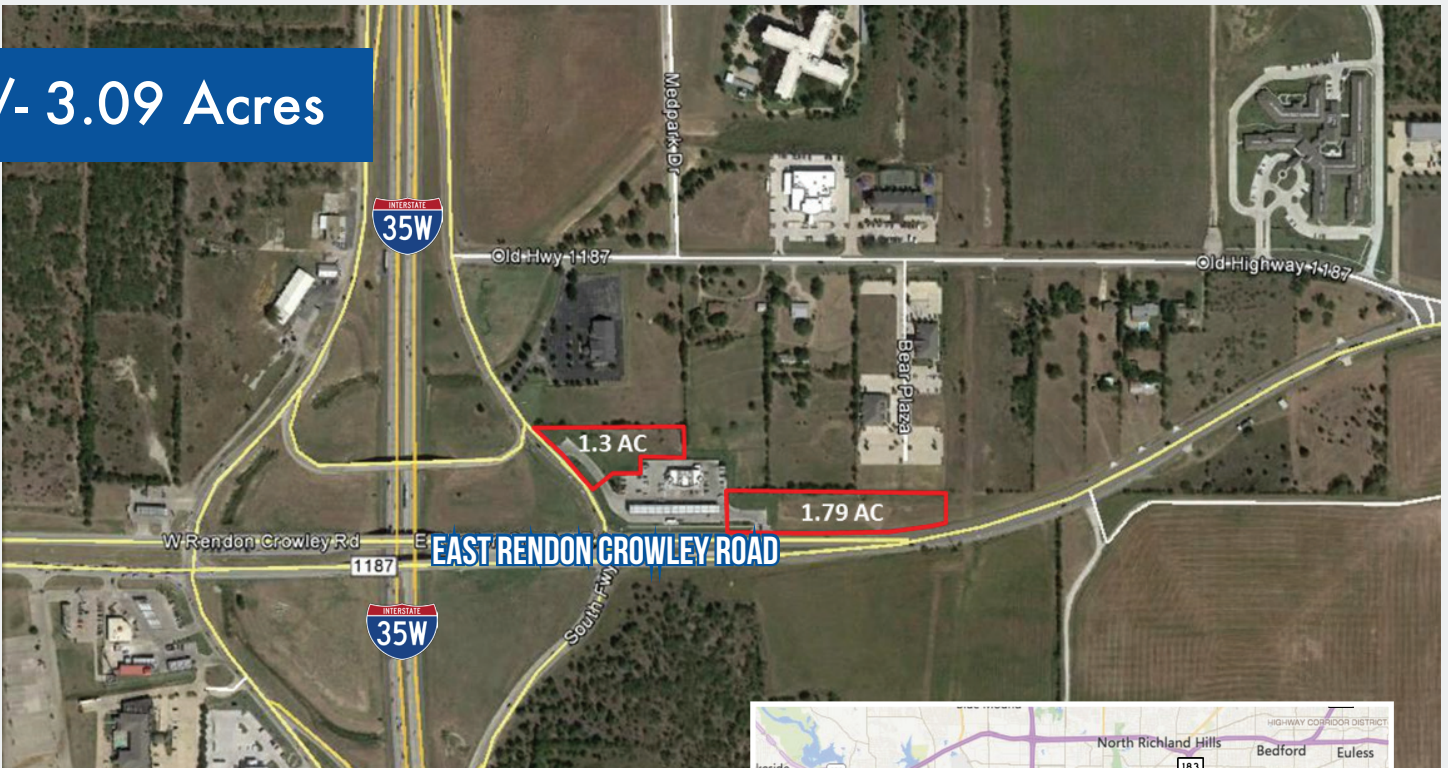 /- 3.09 Acres
Medpark Dr
INTERSTATE
35W
Old Hwy 1187
Old Highway 1187
Bear Plaza
1.3 AC
1.79 AC
W Rendon Crowley Rd
E
EAST RENDON CROWLEY ROAD
1187
South Fwy
INTERSTATE
35W
HIGHWAY CORRIDOR DISTRICT
North Richland Hills
Bedford
Euless
183